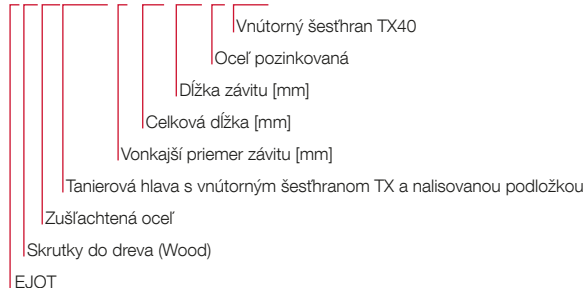 Vnútorný šesťhran TX40
Oceľ pozinkovaná
Dĺžka závitu [mm]
Celková dĺžka [mm]
Vonkajší priemer závitu [mm]
Tanierová hlava s vnútorným šesťhranom TX a nalisovanou podložkou
Zušľachtená oceľ
Skrutky do dreva (Wood)
EJOT